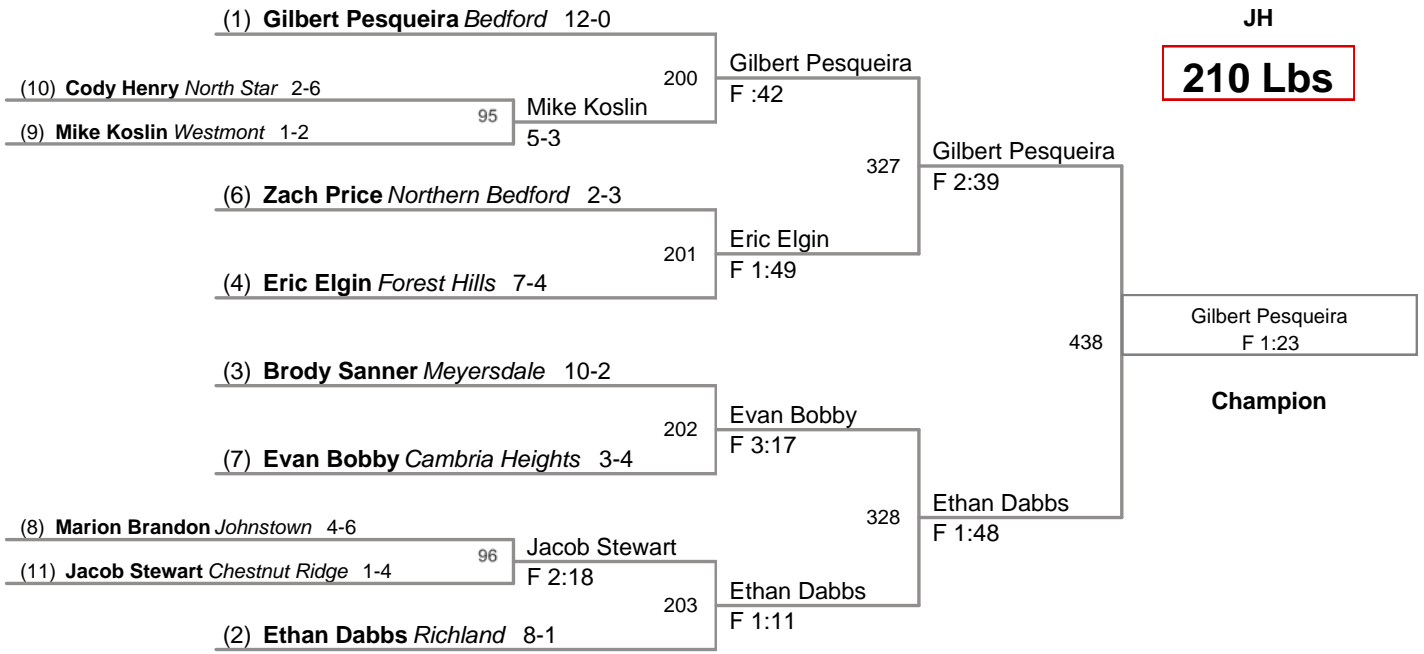 (1) Gilbert Pesqueira Bedford 12-0
JH
210 Lbs
Gilbert Pesqueira
200
F :42
(10) Cody Henry North Star 2-6
95
Mike Koslin
5-3
(9) Mike Koslin Westmont 1-2
Gilbert Pesqueira
327
F 2:39
(6) Zach Price Northern Bedford 2-3
Eric Elgin
201
F 1:49
(4) Eric Elgin Forest Hills 7-4
Gilbert Pesqueira
F 1:23
438
Champion
(3) Brody Sanner Meyersdale 10-2
Evan Bobby
202
F 3:17
(7) Evan Bobby Cambria Heights 3-4
Ethan Dabbs
328
F 1:48
(8) Marion Brandon Johnstown 4-6
96
Jacob Stewart
F 2:18
(11) Jacob Stewart Chestnut Ridge 1-4
Ethan Dabbs
203
F 1:11
(2) Ethan Dabbs Richland 8-1